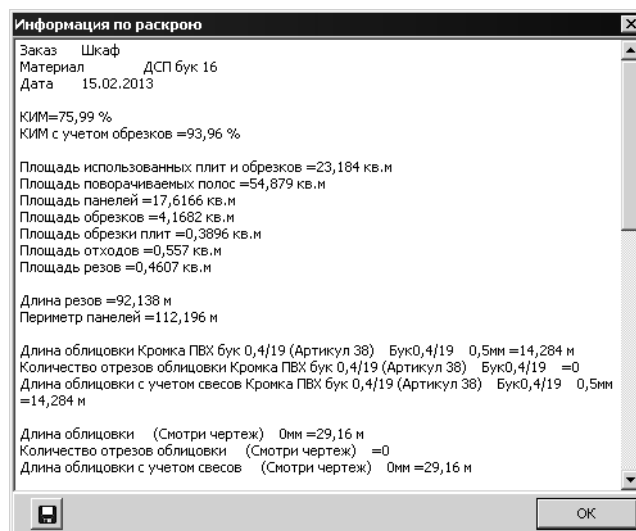 Информация по раскрою
Заказ Шкаф
Материал ДСП бук 16
Дата 15.02.2013
КИМ=75,99 %
КИМ с учетом обрезков =93,96 %
Площадь использованных плит и обрезков =23,184 кв.м
Площадь поворачиваемых полос =54,879 кв.м
Площадь панелей =17,6166 кв.м
Площадь обрезков =4,1682 кв.м
Площадь обрезки плит =0,3896 кв.м
Площадь отходов =0,557 кв.м
Площадь резов =0,4607 кв.м
Длина резов =92,138 м
Периметр панелей =112,196 м
Длина облицовки Кромка ПВХ бук 0,4/19 (Артикул 38) Бук0,4/19 0,5мм =14,284 м
Количество отрезов облицовки Кромка ПВХ бук 0,4/19 (Артикул 38) Бук0,4/19 =0
Длина облицовки с учетом свесов Кромка ПВХ бук 0,4/19 (Артикул 38) Бук0,4/19 0,5мм
=14,284 м
Длина облицовки (Смотри чертеж) 0мм =29,16 м
Количество отрезов облицовки (Смотри чертеж) =0
Длина облицовки с учетом свесов (Смотри чертеж) 0мм =29,16 м
ОК